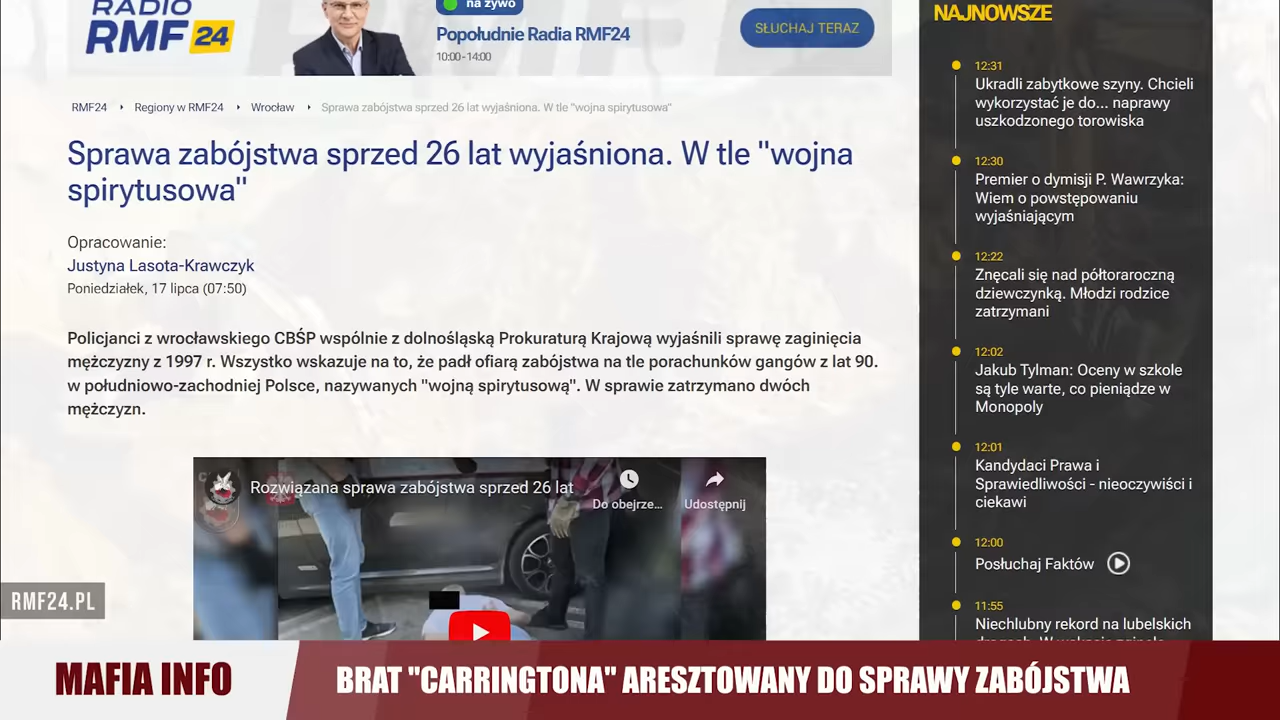 RADIO
RMF 24
na żywo
Popołudnie Radia RMF24
10:00-14:00
SŁUCHAJ TERAZ
RMF24 Regiony w RMF24 Wrocław Sprawa zabójstwa sprzed 26 lat wyjaśniona. W tle "wojna spirytusowa"
Sprawa zabójstwa sprzed 26 lat wyjaśniona. W tle "wojna
spirytusowa"
Opracowanie:
Justyna Lasota-Krawczyk
Poniedziałek, 17 lipca (07:50)
Policjanci z wrocławskiego CBŚP wspólnie z dolnośląską Prokuraturą Krajową wyjaśnili sprawę zaginięcia
mężczyzny z 1997 r. Wszystko wskazuje na to, że padł ofiarą zabójstwa na tle porachunków gangów z lat 90.
w południowo-zachodniej Polsce, nazywanych "wojną spirytusową". W sprawie zatrzymano dwóch
mężczyzn.
Rozwiązana sprawa zabójstwa sprzed 26 lat
Do obejrze...
Udostępnij
NAJNOWSZE
12:31
Ukradli zabytkowe szyny. Chcieli
wykorzystać je do... naprawy
uszkodzonego torowiska
12:30
Premier o dymisji P. Wawrzyka:
Wiem o powstępowaniu
wyjaśniającym
12:22
Znęcali się nad półtoraroczną
dziewczynką. Młodzi rodzice
zatrzymani
12:02
Jakub Tylman: Oceny w szkole
są tyle warte, co pieniądze w
Monopoly
12:01
Kandydaci Prawa i
Sprawiedliwości - nieoczywiści i
ciekawi
12:00
Posłuchaj Faktów
11:55
Niechlubny rekord na lubelskich
RMF24.PL
MAFIA INFO
BRAT "CARRINGTONA" ARESZTOWANY DO SPRAWY ZABÓJSTWA